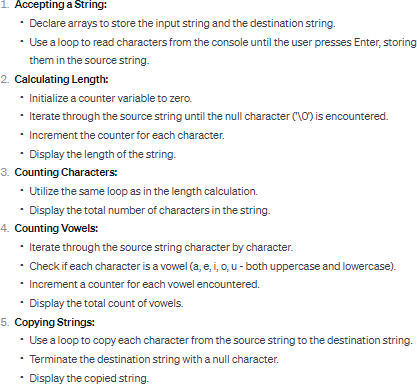 1. Accepting a String:
• Declare arrays to store the input string and the destination string.
• Use a loop to read characters from the console until the user presses Enter, storing
them in the source string.
2. Calculating Length:
• Initialize a counter variable to zero.
• Iterate through the source string until the null character ('\0') is encountered.
• Increment the counter for each character.
• Display the length of the string.
3. Counting Characters:
• Utilize the same loop as in the length calculation.
• Display the total number of characters in the string.
4. Counting Vowels:
• Iterate through the source string character by character.
• Check if each character is a vowel (a, e, i, o, u - both uppercase and lowercase).
• Increment a counter for each vowel encountered.
• Display the total count of vowels.
5. Copying Strings:
• Use a loop to copy each character from the source string to the destination string.
• Terminate the destination string with a null character.
• Display the copied string.